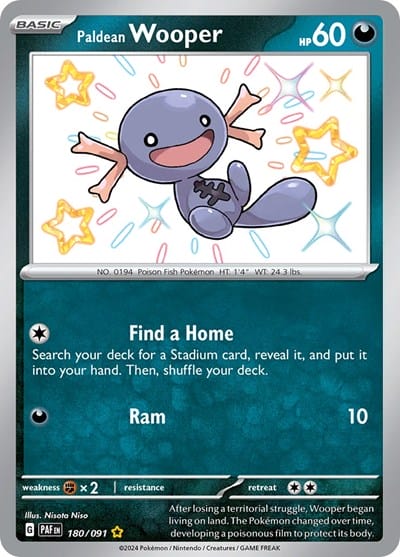 BASIC
Paldean Wooper HP 60
NO. 0194 Poison Fish Pokémon HT: 1'4" WT: 24.3 lbs.
Find a Home
Search your deck for a Stadium card, reveal it, and put it
into your hand. Then, shuffle your deck.
Ram 10
weakness ×2 resistance retreat
Illus. Nisota Niso
G PAF EN 180/091
After losing a territorial struggle, Wooper began
living on land. The Pokémon changed over time,
developing a poisonous film to protect its body.
©2024 Pokémon / Nintendo / Creatures / GAME FREAK